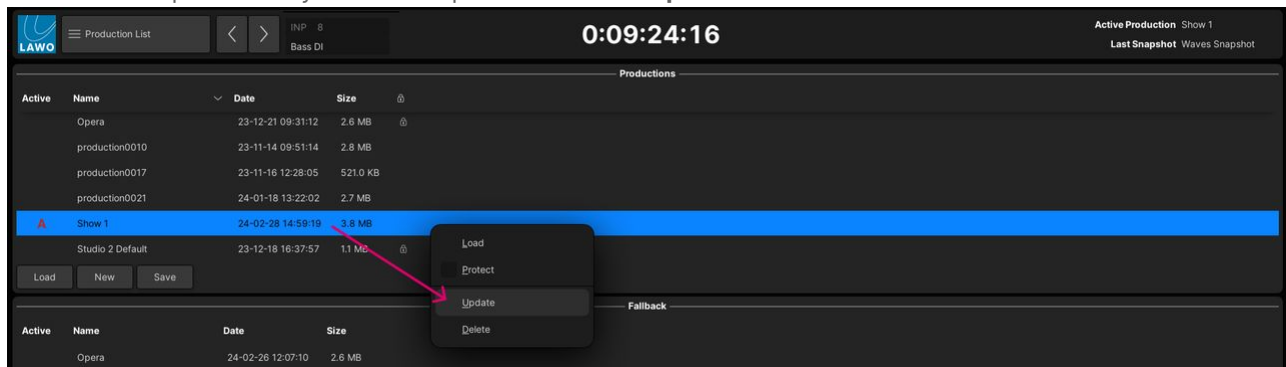 LAWO
Production List
INP 8
Bass DI
0:09:24:16
Active Production Show 1
Last Snapshot Waves Snapshot
Productions
Active Name Date Size
Opera 23-12-21 09:31:12 2.6 MB
production0010 23-11-14 09:51:14 2.8 MB
production0017 23-11-16 12:28:05 521.0 KB
production0021 24-01-18 13:22:02 2.7 MB
A Show 1 24-02-28 14:59:19 3.8 MB
Studio 2 Default 23-12-18 16:37:57 1.1 MB
Load
Protect
Update
Delete
Load New Save
Fallback
Active Name Date Size
Opera 24-02-26 12:07:10 2.6 MB